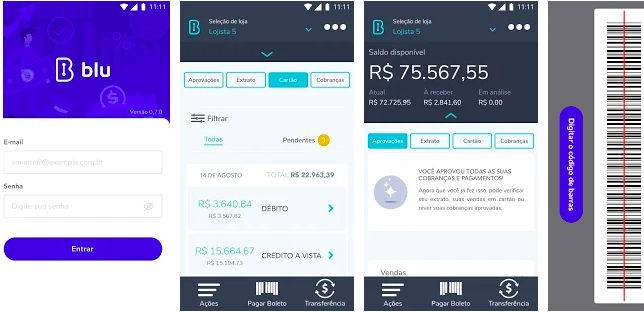 11:11
blu
Versão 0.7.0
E-mail
seuemail@exemplo.com.br
Senha
Digite sua senha
Entrar
11:11
Seleção de loja
Lojista 5
Aprovações
Extrato
Cartão
Cobranças
Filtrar
Todas
Pendentes 3
14 DE AGOSTO
TOTAL R$ 22.963,39
R$ 3.640,64
R$ 3.567,82
DÉBITO
R$ 15.664,67
R$ 15.194,73
CRÉDITO A VISTA
Ações
Pagar Boleto
Transferência
11:11
Seleção de loja
Lojista 5
Saldo disponível
R$ 75.567,55
Atual
À receber
Em análise
R$ 72.725,95
R$ 2.841,60
R$ 0,00
Aprovações
Extrato
Cartão
Cobranças
VOCÊ APROVOU TODAS AS SUAS
COBRANÇAS E PAGAMENTOS!
Agora que você já fez isso, pode verificar
seu extrato, suas vendas em cartão ou
rever suas cobranças aprovadas.
Vendas
Ações
Pagar Boleto
Transferência
Digitar o código de barras